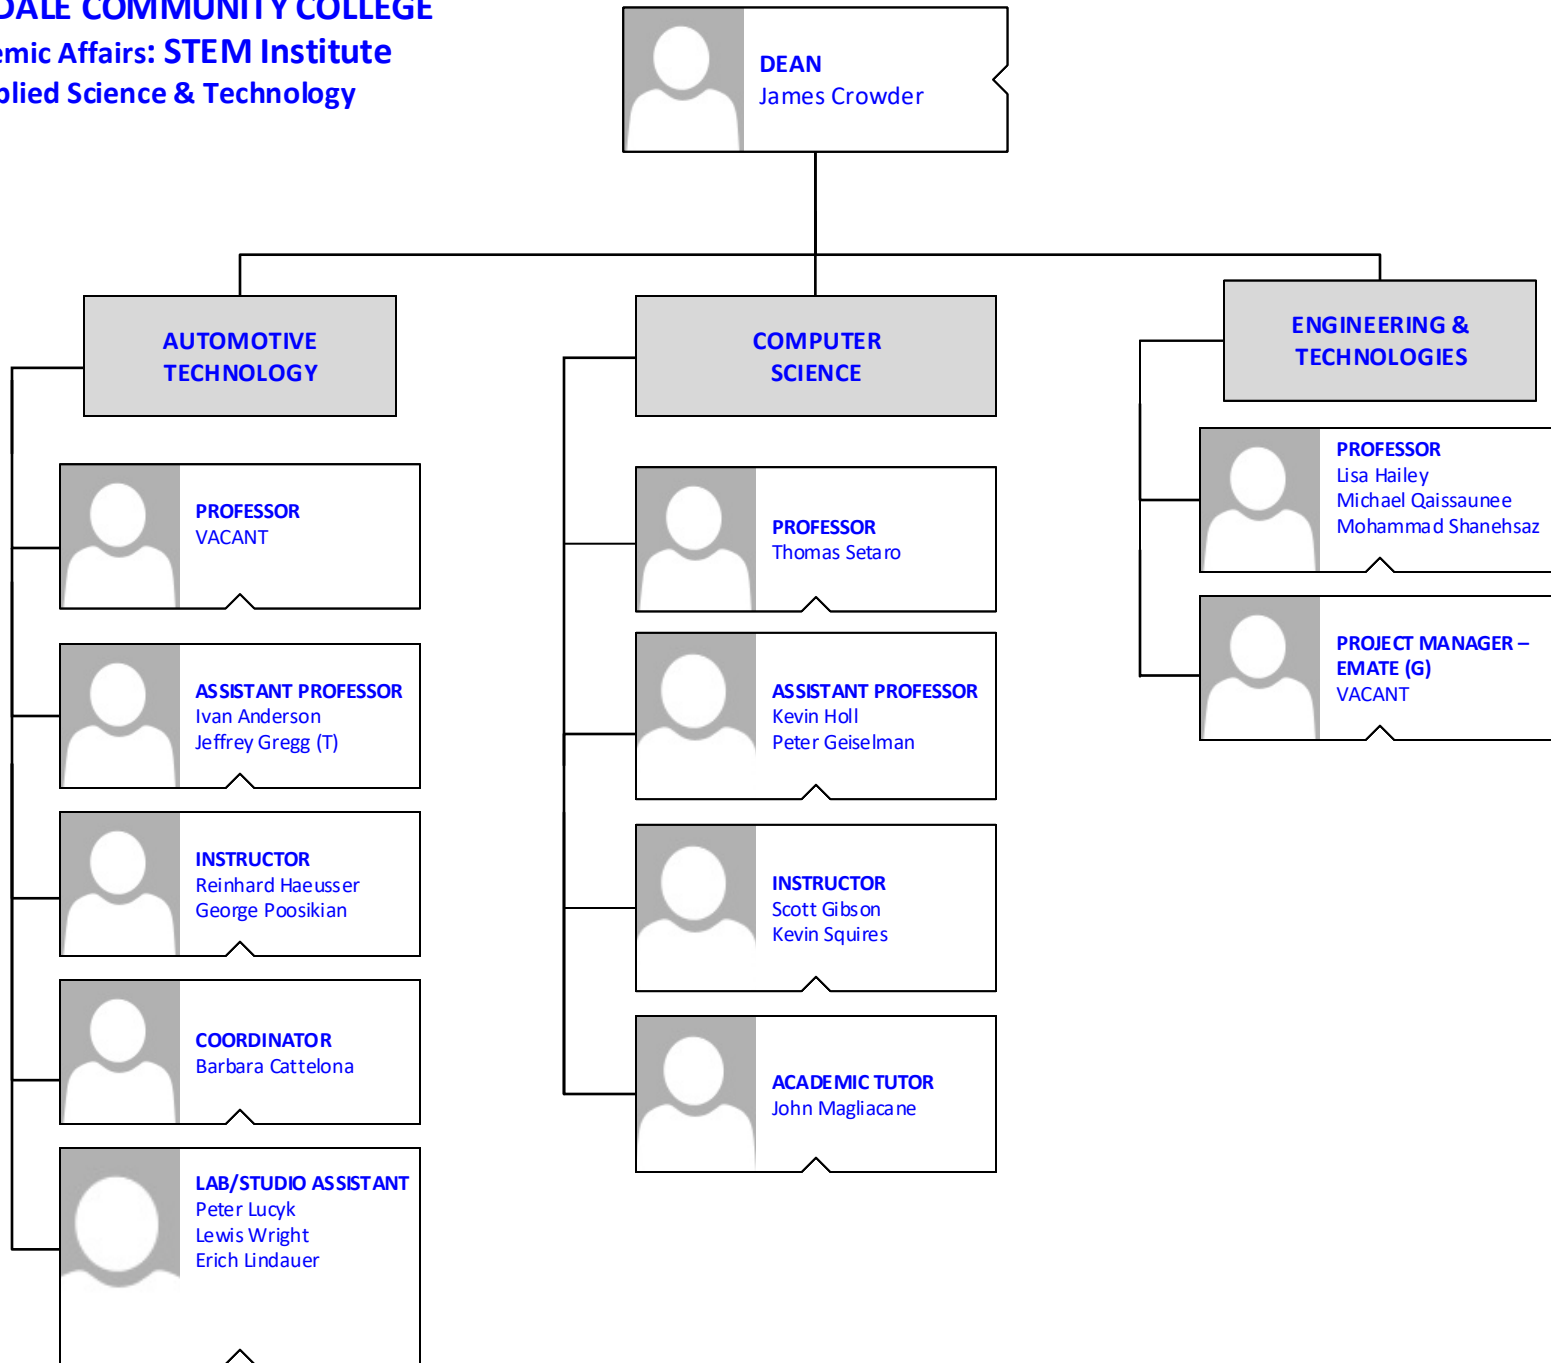 DALE COMMUNITY COLLEGE
emic Affairs: STEM Institute
plied Science & Technology
DEAN
James Crowder
AUTOMOTIVE
TECHNOLOGY
PROFESSOR
VACANT
ASSISTANT PROFESSOR
Ivan Anderson
Jeffrey Gregg (T)
INSTRUCTOR
Reinhard Haeusser
George Poosikian
COORDINATOR
Barbara Cattelona
LAB/STUDIO ASSISTANT
Peter Lucyk
Lewis Wright
Erich Lindauer
COMPUTER
SCIENCE
PROFESSOR
Thomas Setaro
ASSISTANT PROFESSOR
Kevin Holl
Peter Geiselman
INSTRUCTOR
Scott Gibson
Kevin Squires
ACADEMIC TUTOR
John Magliacane
ENGINEERING &
TECHNOLOGIES
PROFESSOR
Lisa Hailey
Michael Qaissaunee
Mohammad Shanehsaz
PROJECT MANAGER –
EMATE (G)
VACANT